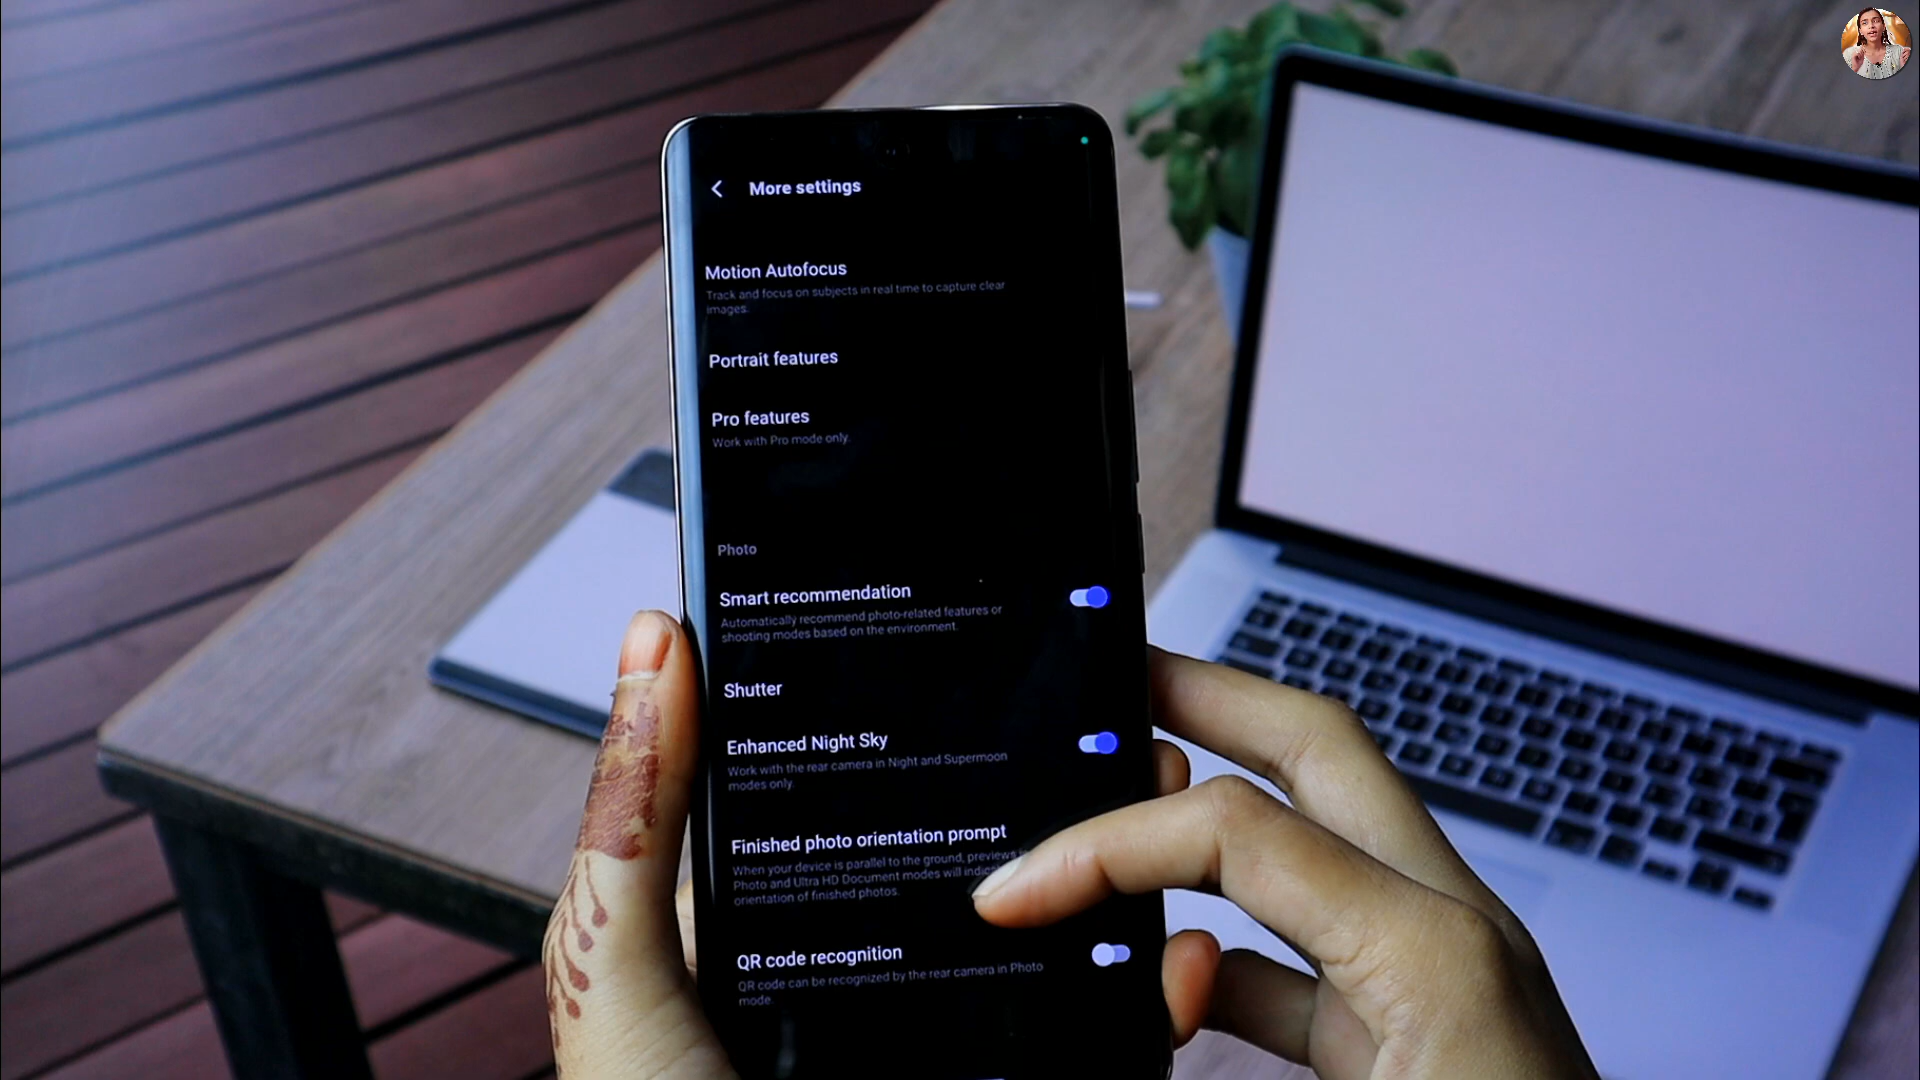 More settings
Motion Autofocus
Track and focus on subjects in real time to capture clear
images.
Portrait features
Pro features
Work with Pro mode only.
Photo
Smart recommendation
Automatically recommend photo-related features or
shooting modes based on the environment.
Shutter
Enhanced Night Sky
Work with the rear camera in Night and Supermoon
modes only.
Finished photo orientation prompt
When your device is parallel to the ground, previews
Photo and Ultra HD Document modes will
orientation of finished photos.
QR code recognition
QR code can be recognized by the rear camera in Photo
mode.